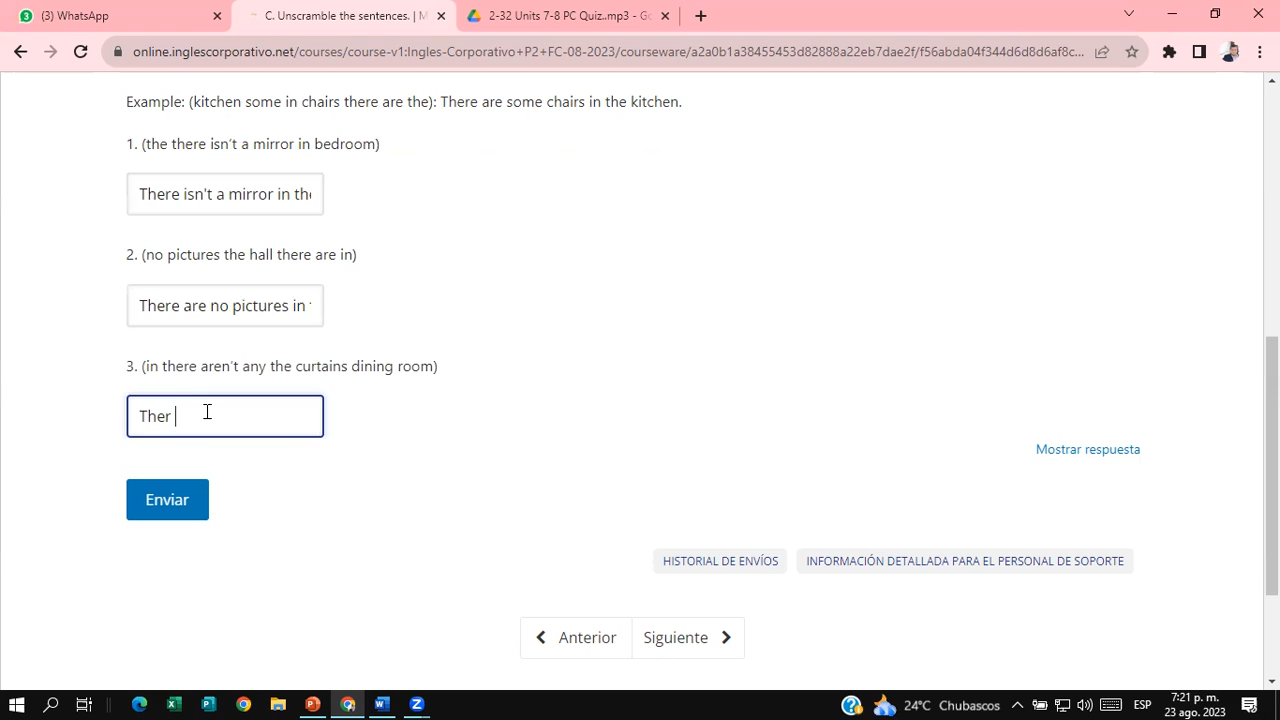 (3) WhatsApp
C. Unscramble the sentences. | M
2-32 Units 7-8 PC Quiz..mp3 - Go
online.inglescorporativo.net/courses/course-v1:Ingles-Corporativo+P2+FC-08-2023/courseware/a2a0b1a38455453d82888a22eb7dae2f/f56abda04f344d6d8d6af8c...
Example: (kitchen some in chairs there are the): There are some chairs in the kitchen.
1. (the there isn’t a mirror in bedroom)
There isn't a mirror in the
2. (no pictures the hall there are in)
There are no pictures in
3. (in there aren’t any the curtains dining room)
Ther
Mostrar respuesta
Enviar
HISTORIAL DE ENVÍOS
INFORMACIÓN DETALLADA PARA EL PERSONAL DE SOPORTE
Anterior
Siguiente
24°C Chubascos
ESP
7:21 p. m.
23 ago. 2023